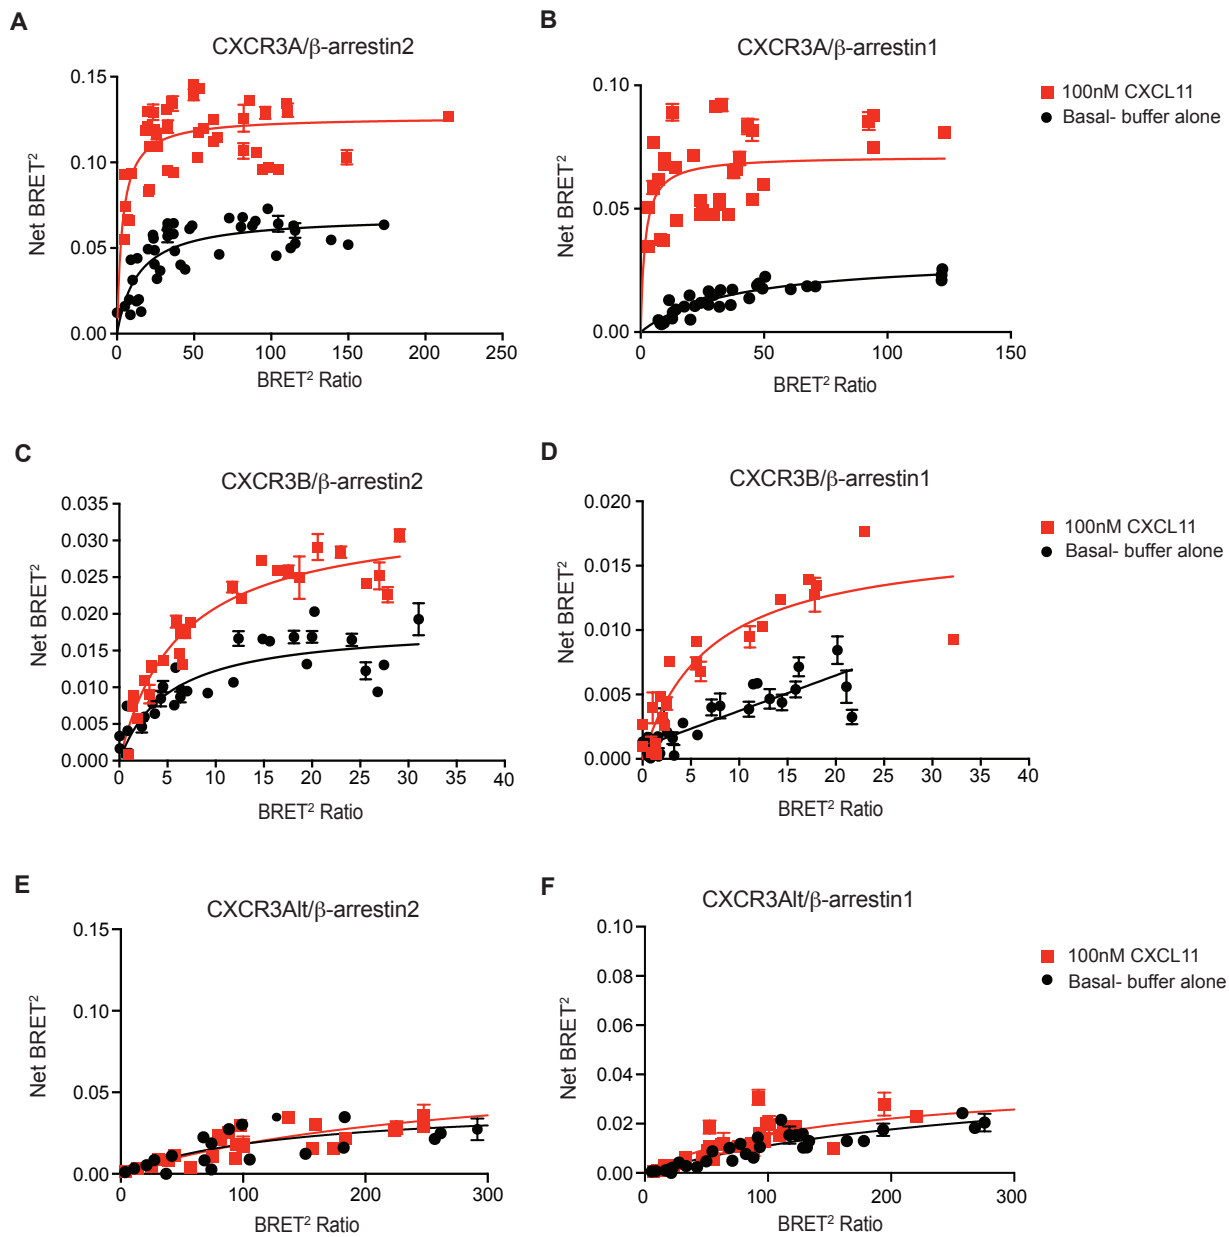 A
CXCR3A/β-arrestin2
Net BRET²
0.15
0.10
0.05
0.00
0 50 100 150 200 250
BRET² Ratio
B
CXCR3A/β-arrestin1
Net BRET²
0.10
0.05
0.00
0 50 100 150
BRET² Ratio
100nM CXCL11
Basal- buffer alone
C
CXCR3B/β-arrestin2
Net BRET²
0.035
0.030
0.025
0.020
0.015
0.010
0.005
0.000
0 5 10 15 20 25 30 35 40
BRET² Ratio
D
CXCR3B/β-arrestin1
Net BRET²
0.020
0.015
0.010
0.005
0.000
0 5 10 15 20 25 30 35 40
BRET² Ratio
100nM CXCL11
Basal- buffer alone
E
CXCR3Alt/β-arrestin2
Net BRET²
0.15
0.10
0.05
0.00
0 100 200 300
BRET² Ratio
F
CXCR3Alt/β-arrestin1
Net BRET²
0.10
0.08
0.06
0.04
0.02
0.00
0 100 200 300
BRET² Ratio
100nM CXCL11
Basal- buffer alone